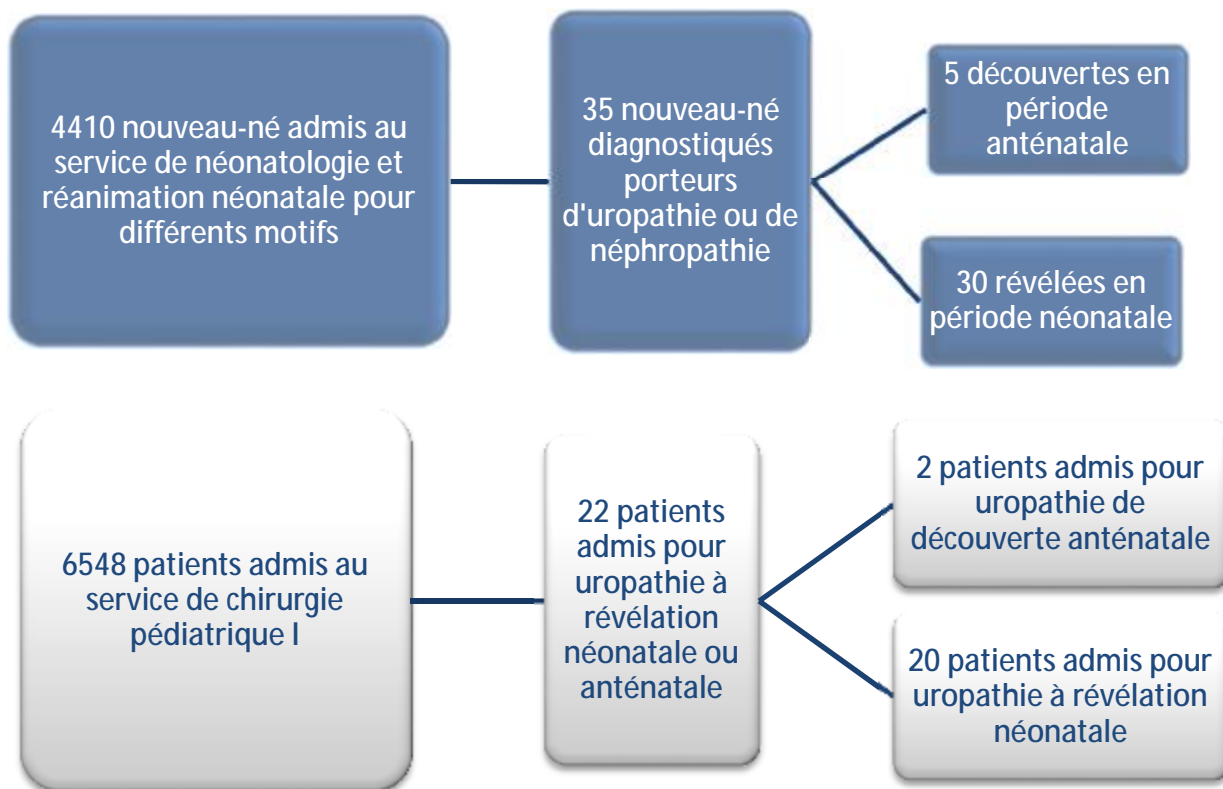 4410 nouveau-né admis au
service de néonatologie et
réanimation néonatale pour
différents motifs
35 nouveau-né
diagnostiqués
porteurs
d'uropathie ou de
néphropathie
5 découvertes en
période
anténatale
30 révélées en
période néonatale
6548 patients admis au
service de chirurgie
pédiatrique I
22 patients
admis pour
uropathie à
révélation
néonatale ou
anténatale
2 patients admis pour
uropathie de
découverte anténatale
20 patients admis pour
uropathie à révélation
néonatale